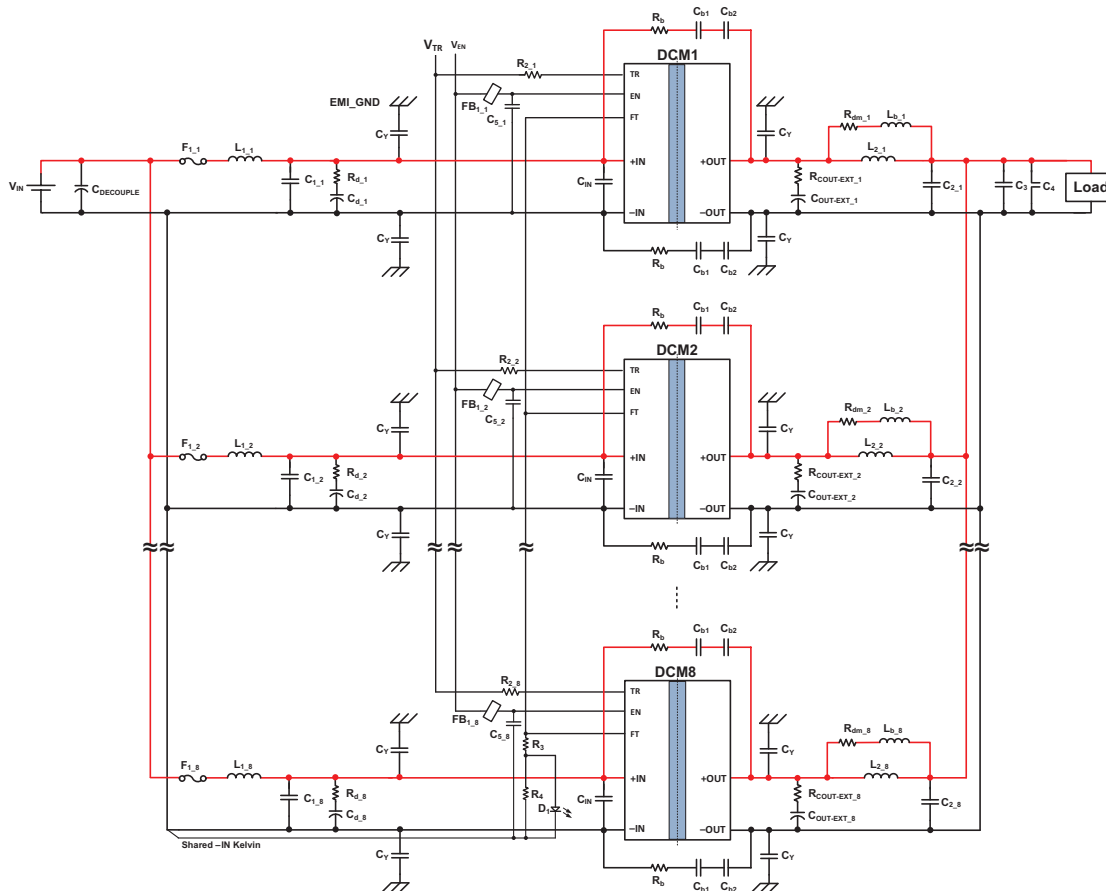 Rb Cb1 Cb2
VTR VEN DCM1
R2_1 TR
EMI_GND FB1_1 EN
C5_1 FT
CY CY Rdm_1 Lb_1
F1_1 L1_1 +IN +OUT L2_1
VIN CDECOUPLE C1_1 Rd_1 CIN RCOUT-EXT_1 C2_1 C3 C4 Load
Cd_1 COUT-EXT_1
–IN –OUT
CY CY
Rb Cb1 Cb2
Rb Cb1 Cb2
DCM2
R2_2 TR
FB1_2 EN
C5_2 FT
CY CY Rdm_2 Lb_2
F1_2 L1_2 +IN +OUT L2_2
C1_2 Rd_2 CIN RCOUT-EXT_2 C2_2
Cd_2 COUT-EXT_2
–IN –OUT
CY CY
Rb Cb1 Cb2
Rb Cb1 Cb2
DCM8
R2_8 TR
FB1_8 EN
C5_8 FT
CY R3 CY Rdm_8 Lb_8
F1_8 L1_8 +IN +OUT L2_8
C1_8 Rd_8 R4 CIN RCOUT-EXT_8 C2_8
Cd_8 D1 COUT-EXT_8
–IN –OUT
Shared –IN Kelvin
CY CY
Rb Cb1 Cb2